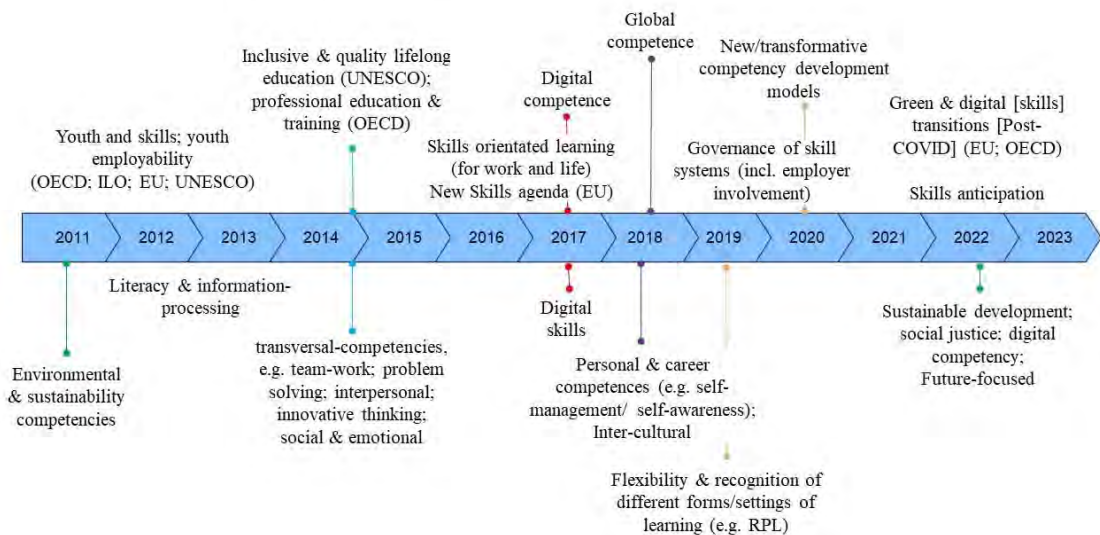 Global
competence
Inclusive & quality lifelong
education (UNESCO);
professional education &
training (OECD)
New/transformative
competency development
models
Digital
competence
Green & digital [skills]
transitions [Post-
COVID] (EU; OECD)
Youth and skills; youth
employability
(OECD; ILO; EU; UNESCO)
Skills orientated learning
(for work and life)
New Skills agenda (EU)
Governance of skill
systems (incl. employer
involvement)
Skills anticipation
2011
2012
2013
2014
2015
2016
2017
2018
2019
2020
2021
2022
2023
Literacy & information-
processing
Digital
skills
Sustainable development;
social justice; digital
competency;
Future-focused
Environmental
& sustainability
competencies
transversal-competencies,
e.g. team-work; problem
solving; interpersonal;
innovative thinking;
social & emotional
Personal & career
competences (e.g. self-
management/ self-awareness);
Inter-cultural
Flexibility & recognition of
different forms/settings of
learning (e.g. RPL)